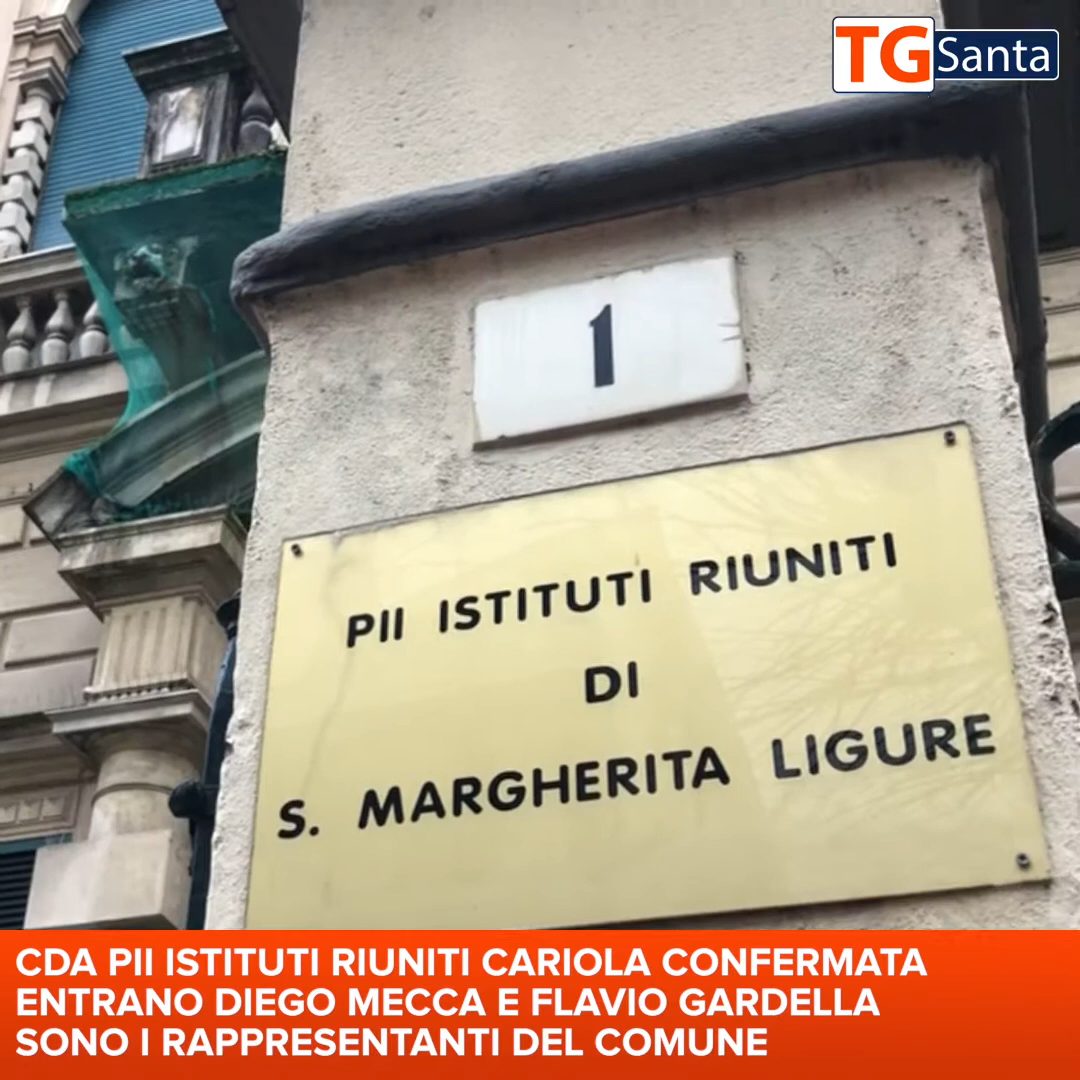 TG Santa
1
PII ISTITUTI RIUNITI
DI
S. MARGHERITA LIGURE
CDA PII ISTITUTI RIUNITI CARIOLA CONFERMATA
ENTRANO DIEGO MECCA E FLAVIO GARDELLA
SONO I RAPPRESENTANTI DEL COMUNE